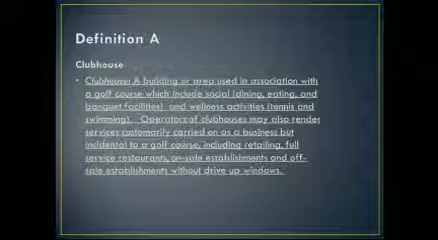 Definition A
Clubhouse
• Clubhouse: A building or area used in association with
a golf course which include social (dining, eating, and
banquet facilities) and wellness activities (tennis and
swimming). Operators of clubhouses may also render
services customarily carried on as a business but
incidental to a golf course, including retailing, full
service restaurants, on-sale establishments and off-
sale establishments without drive up windows.